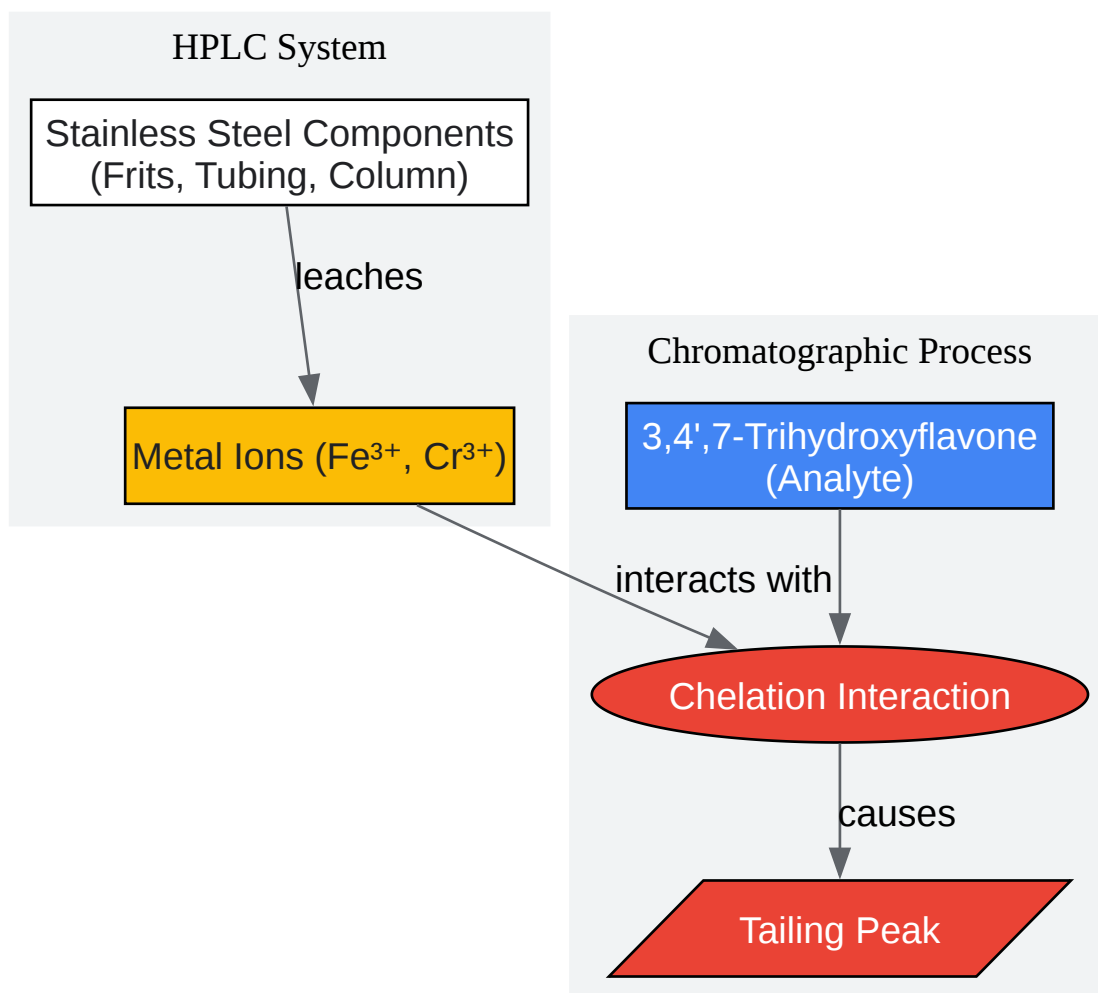 HPLC System
Stainless Steel Components
(Frits, Tubing, Column)
leaches
Metal Ions (Fe³⁺, Cr³⁺)
Chromatographic Process
3,4',7-Trihydroxyflavone
(Analyte)
interacts with
Chelation Interaction
causes
Tailing Peak